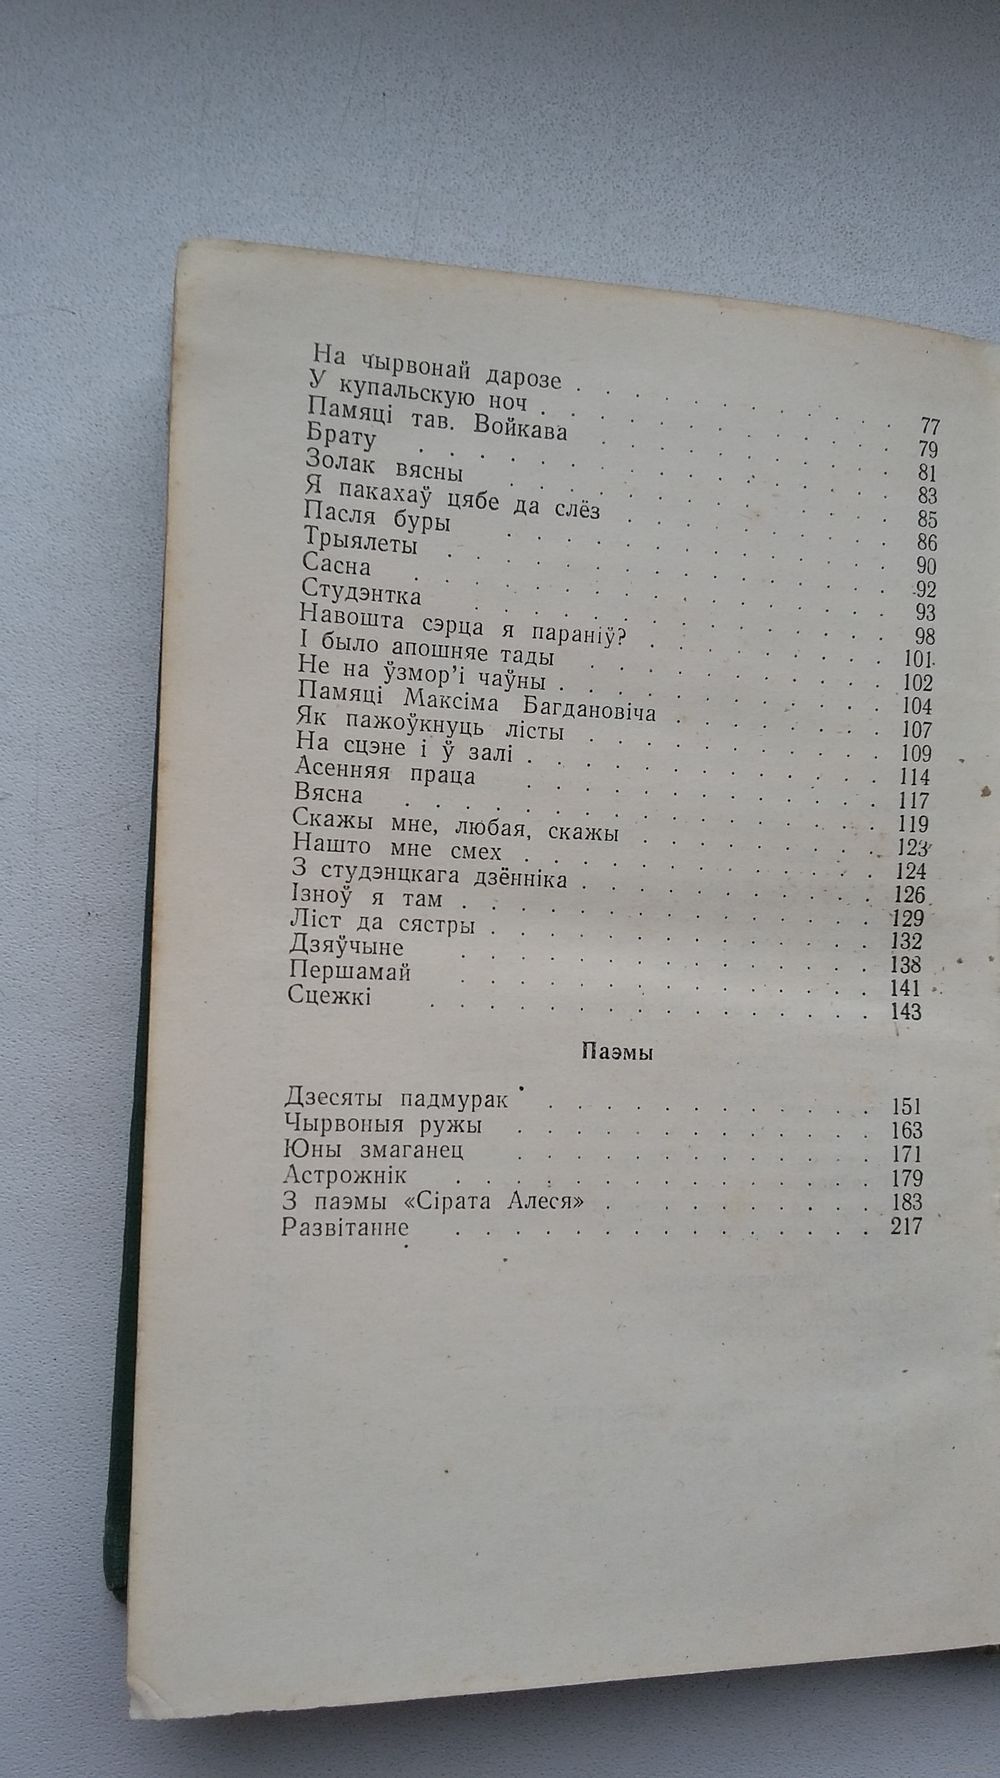 На чырвонай дарозе . . . . . . . . . . 77
У купальскую ноч . . . . . . . . . . 79
Памяці тав. Войкава . . . . . . . . . . 81
Брату . . . . . . . . . . 83
Золак вясны . . . . . . . . . . 85
Я пакахаў цябе да слёз . . . . . . . . . . 86
Пасля буры . . . . . . . . . . 90
Трыялеты . . . . . . . . . . 92
Сасна . . . . . . . . . . 93
Студэнтка . . . . . . . . . . 98
Навошта сэрца я параніў? . . . . . . . . . . 101
І было апошняе тады . . . . . . . . . . 102
Не на ўзмор’і чаўны . . . . . . . . . . 104
Памяці Максіма Багдановіча . . . . . . . . . . 107
Як пажоўкнуць лісты . . . . . . . . . . 109
На сцэне і ў залі . . . . . . . . . . 114
Асенняя праца . . . . . . . . . . 117
Вясна . . . . . . . . . . 119
Скажы мне, любая, скажы . . . . . . . . . . 123
Нашто мне смех . . . . . . . . . . 124
З студэнцкага дзённіка . . . . . . . . . . 126
Ізноў я там . . . . . . . . . . 129
Ліст да сястры . . . . . . . . . . 132
Дзяўчыне . . . . . . . . . . 138
Першамай . . . . . . . . . . 141
Сцежкі . . . . . . . . . . 143
Паэмы
Дзесяты падмурак . . . . . . . . . . 151
Чырвоныя ружы . . . . . . . . . . 163
Юны змаганец . . . . . . . . . . 171
Астрожнік . . . . . . . . . . 179
З паэмы «Сірата Алеся» . . . . . . . . . . 183
Развітанне . . . . . . . . . . 217